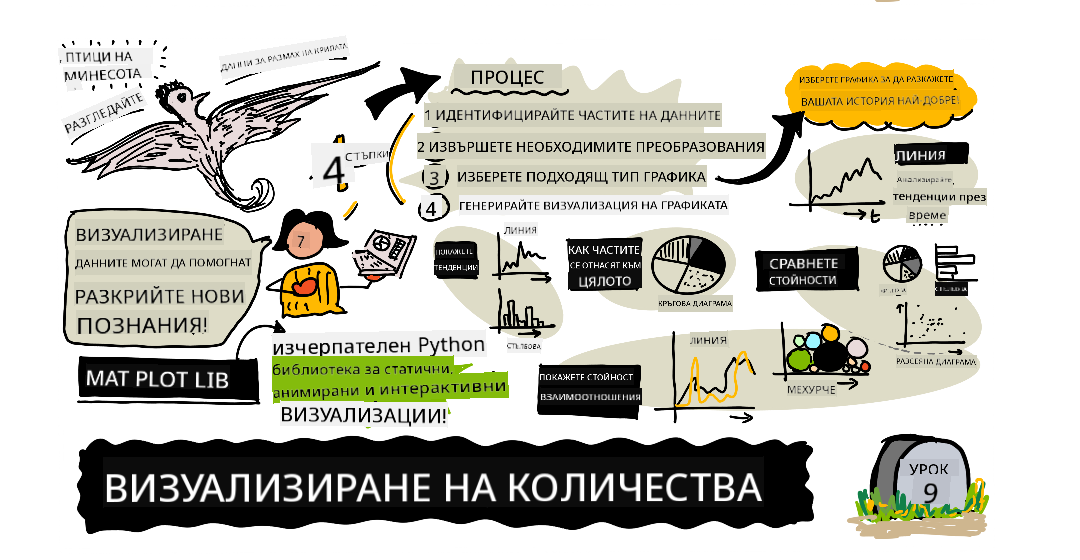 ПТИЦИ НА
МИНЕСОТА
РАЗГЛЕДАЙТЕ
ДАННИ ЗА РАЗМАХ НА КРИЛАТА
4
СТЪПКИ
ПРОЦЕС
1 ИДЕНТИФИЦИРАЙТЕ ЧАСТИТЕ НА ДАННИТЕ
2 ИЗВЪРШЕТЕ НЕОБХОДИМИТЕ ПРЕОБРАЗОВАНИЯ
3 ИЗБЕРЕТЕ ПОДХОДЯЩ ТИП ГРАФИКА
4 ГЕНЕРИРАЙТЕ ВИЗУАЛИЗАЦИЯ НА ГРАФИКАТА
ИЗБЕРЕТЕ ГРАФИКА ЗА ДА РАЗКАЖЕТЕ
ВАШАТА ИСТОРИЯ НАЙ-ДОБРЕ!
ЛИНИЯ
Анализирайте
тенденции през
време
t
ВИЗУАЛИЗИРАНЕ
ДАННИТЕ МОГАТ ДА ПОМОГНАТ
РАЗКРИЙТЕ НОВИ
ПОЗНАНИЯ!
7
ПОКАЖЕТЕ
ТЕНДЕНЦИИ
ЛИНИЯ
СТЪЛБОВА
КАК ЧАСТИТЕ
СЕ ОТНАСЯТ КЪМ
ЦЯЛОТО
КРЪГОВА ДИАГРАМА
СРАВНЕТЕ
СТОЙНОСТИ
РАЗСЕЯНА ДИАГРАМА
MAT PLOT LIB
изчерпателен Python
библиотека за статични,
анимирани и интерактивни
ВИЗУАЛИЗАЦИИ!
ПОКАЖЕТЕ СТОЙНОСТ
ВЗАИМООТНОШЕНИЯ
ЛИНИЯ
МЕХУРЧЕ
ВИЗУАЛИЗИРАНЕ НА КОЛИЧЕСТВА
УРОК
9